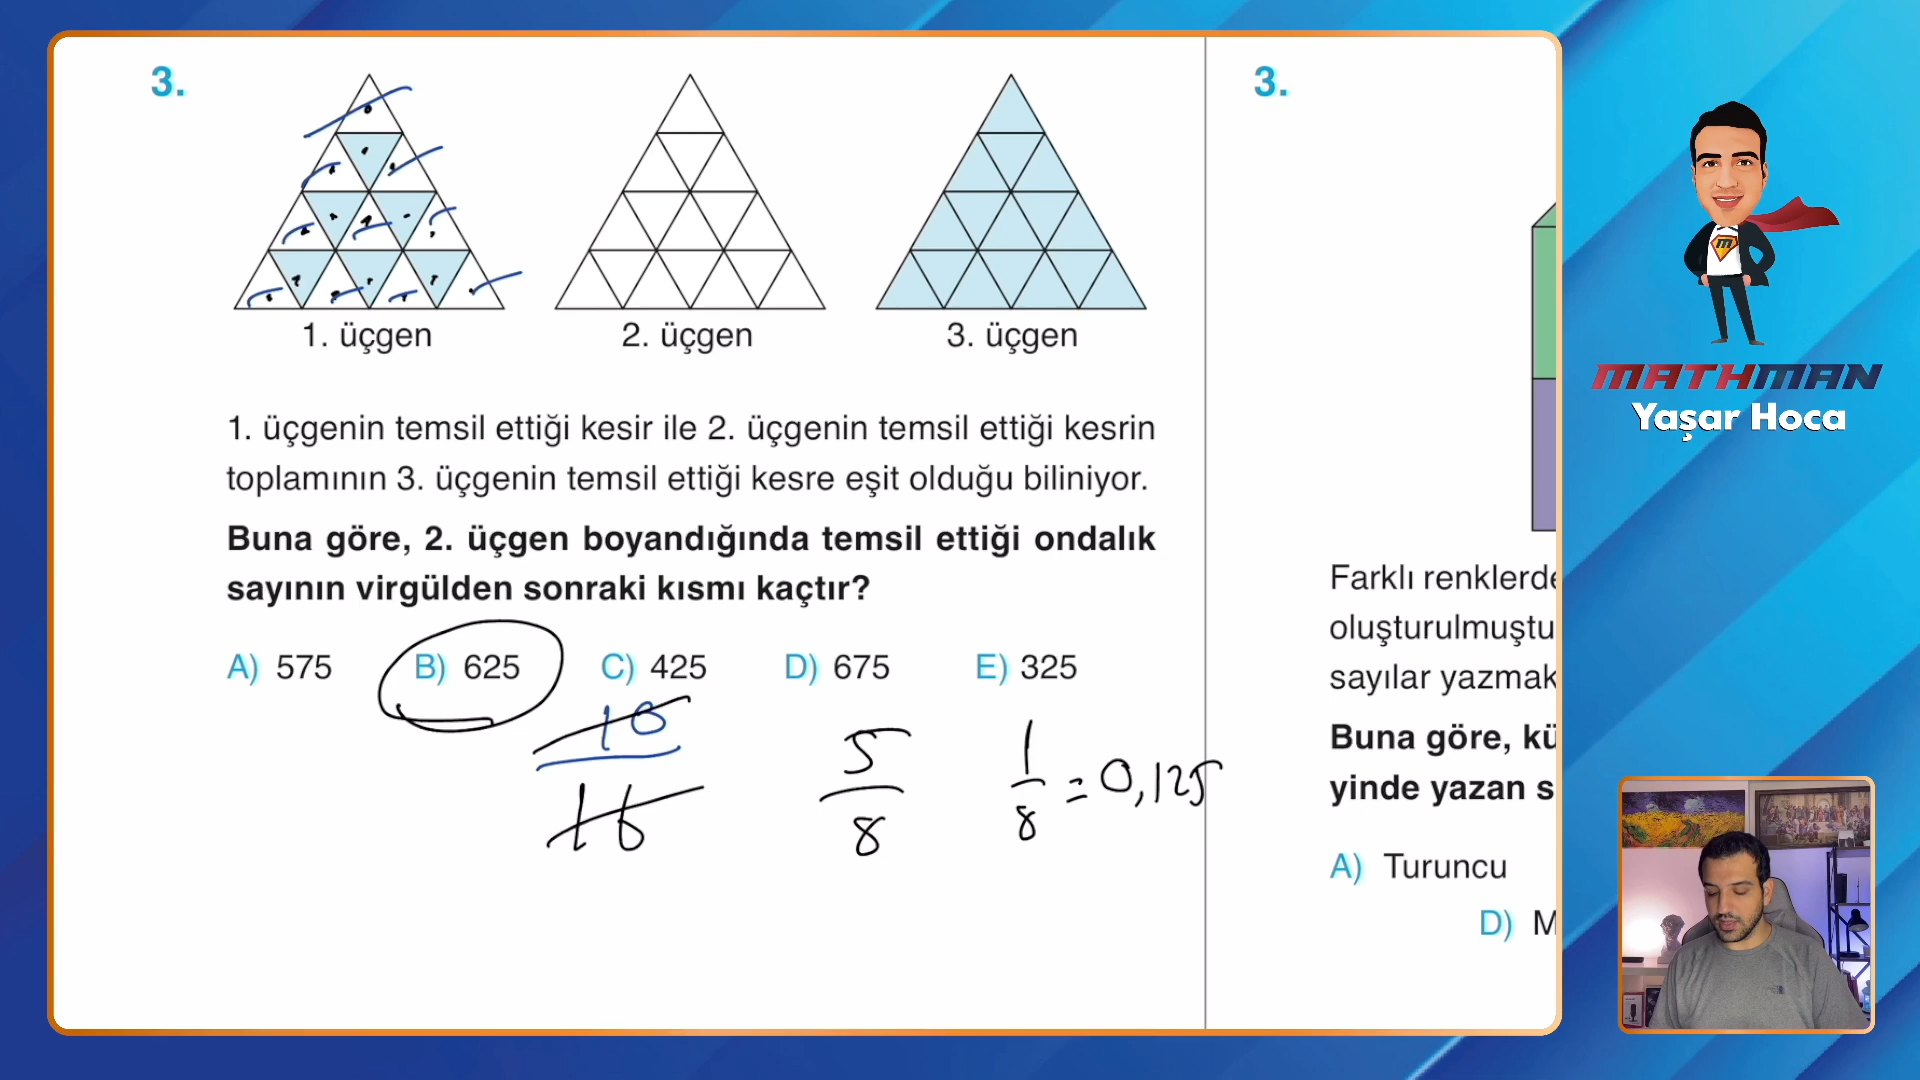 3.
1. üçgen
2. üçgen
3. üçgen
1. üçgenin temsil ettiği kesir ile 2. üçgenin temsil ettiği kesrin
toplamının 3. üçgenin temsil ettiği kesre eşit olduğu biliniyor.
Buna göre, 2. üçgen boyandığında temsil ettiği ondalık
sayının virgülden sonraki kısmı kaçtır?
A) 575 B) 625 C) 425 D) 675 E) 325
10
16
5
8
1
8
= 0,125
3.
Farklı renklerde
oluşturulmuştu
sayılar yazmak
Buna göre, kü
yinde yazan s
A) Turuncu
D) M
m
MATHMAN
Yaşar Hoca